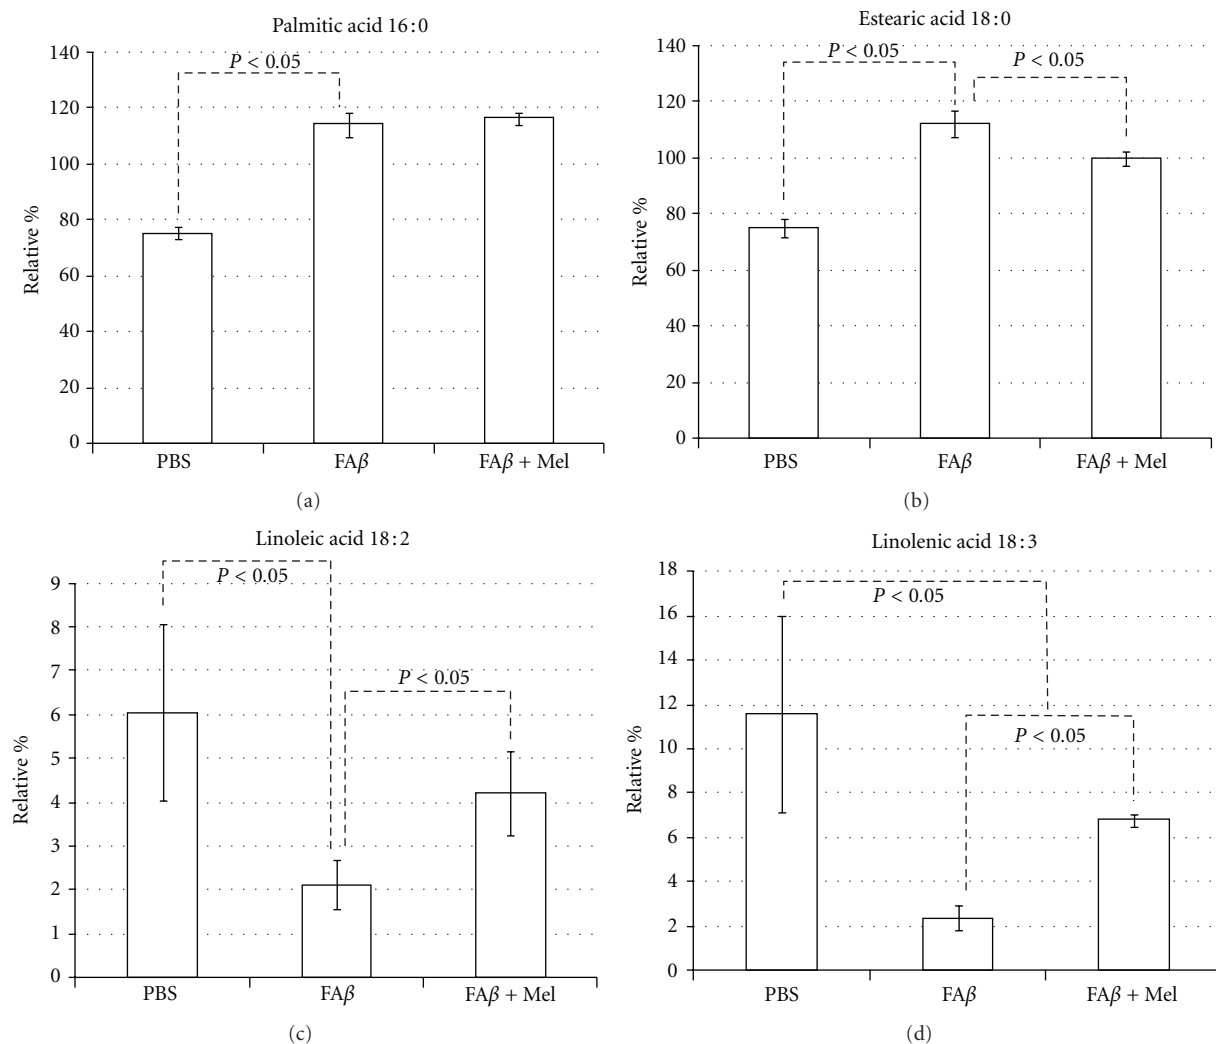 Palmitic acid 16:0
140
120
100
80
60
40
20
0
Relative %
P < 0.05
PBS
FAβ
FAβ + Mel
(a)
Estearic acid 18:0
140
120
100
80
60
40
20
0
Relative %
P < 0.05
P < 0.05
PBS
FAβ
FAβ + Mel
(b)
Linoleic acid 18:2
9
8
7
6
5
4
3
2
1
0
Relative %
P < 0.05
P < 0.05
PBS
FAβ
FAβ + Mel
(c)
Linolenic acid 18:3
18
16
14
12
10
8
6
4
2
0
Relative %
P < 0.05
P < 0.05
PBS
FAβ
FAβ + Mel
(d)